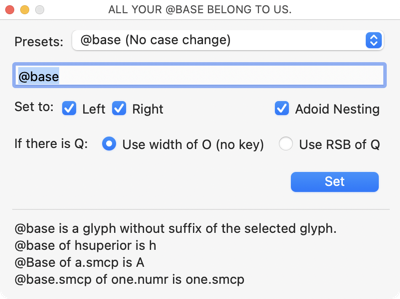 ALL YOUR @BASE BELONG TO US.
Presets: @base (No case change)
@base
Set to: Left Right Adoid Nesting
If there is Q: Use width of O (no key) Use RSB of Q
Set
@base is a glyph without suffix of the selected glyph.
@base of hsuperior is h
@Base of a.smcp is A
@base.smcp of one.numr is one.smcp